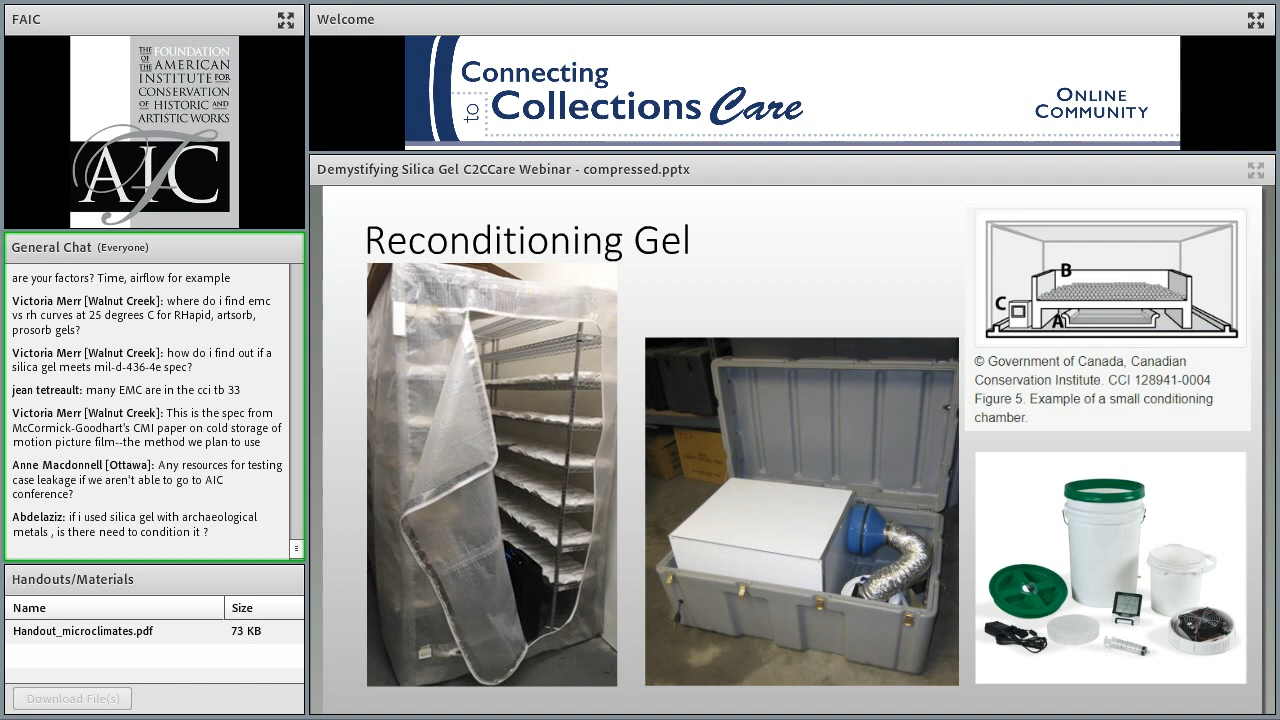 FAIC
THE FOUNDATION
OF THE AMERICAN
INSTITUTE FOR
CONSERVATION
OF HISTORIC AND
ARTISTIC WORKS
AIC
General Chat (Everyone)
are your factors? Time, airflow for example
Victoria Merr [Walnut Creek]: where do i find emc
vs rh curves at 25 degrees C for RHapid, artsorb,
prosorb gels?
Victoria Merr [Walnut Creek]: how do i find out if a
silica gel meets mil-d-436-4e spec?
jean tetreault: many EMC are in the cci tb 33
Victoria Merr [Walnut Creek]: This is the spec from
McCormick-Goodhart's CMI paper on cold storage of
motion picture film--the method we plan to use
Anne Macdonnell [Ottawa]: Any resources for testing
case leakage if we aren't able to go to AIC
conference?
Abdelaziz: if i used silica gel with archaeological
metals , is there need to condition it ?
Handouts/Materials
Name Size
Handout_microclimates.pdf 73 KB
Download File(s)
Welcome
Connecting
to Collections Care
ONLINE
COMMUNITY
Demystifying Silica Gel C2CCare Webinar - compressed.pptx
Reconditioning Gel
B
C
A
© Government of Canada, Canadian
Conservation Institute. CCI 128941-0004
Figure 5. Example of a small conditioning
chamber.